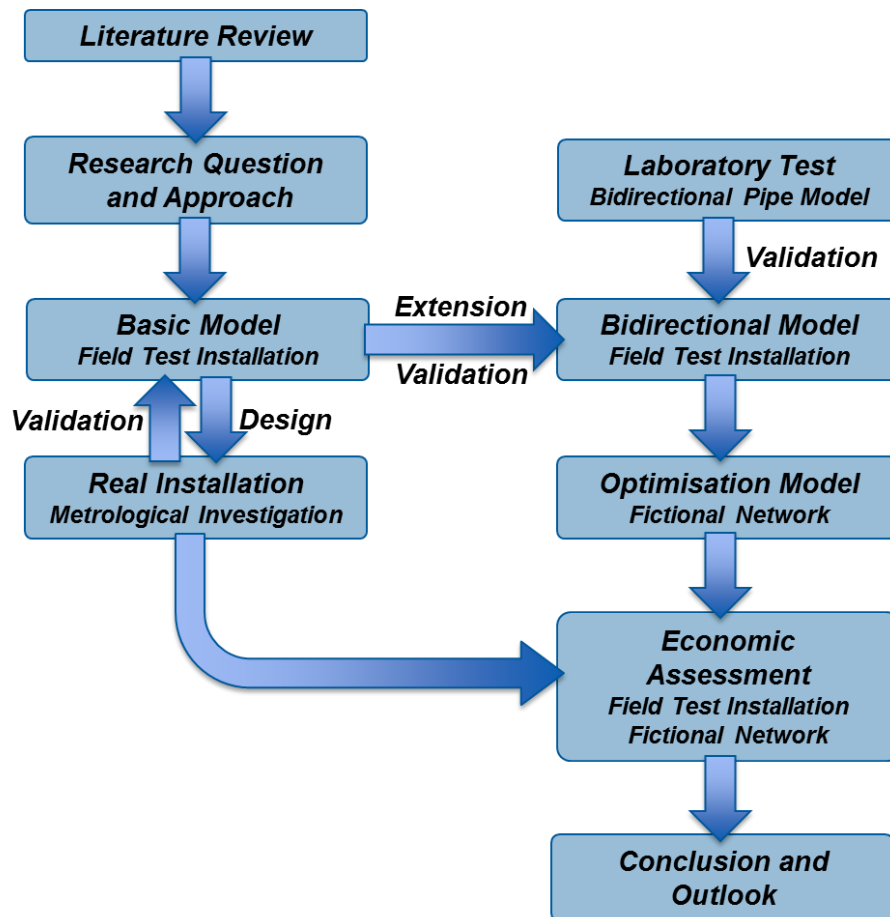 Literature Review
Research Question
and Approach
Laboratory Test
Bidirectional Pipe Model
Validation
Basic Model
Field Test Installation
Extension
Validation
Bidirectional Model
Field Test Installation
Validation
Design
Real Installation
Metrological Investigation
Optimisation Model
Fictional Network
Economic
Assessment
Field Test Installation
Fictional Network
Conclusion and
Outlook